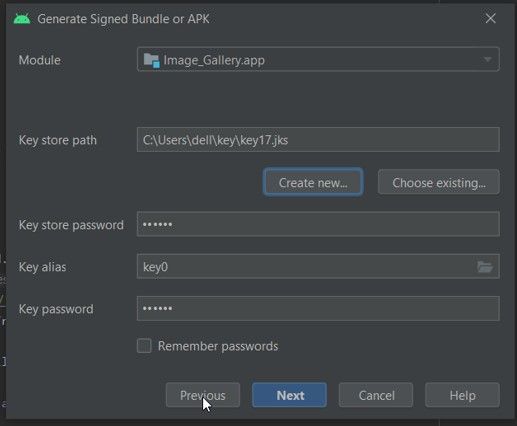 Generate Signed Bundle or APK
Module
Image_Gallery.app
Key store path
C:\Users\dell\key\key17.jks
Create new...
Choose existing...
Key store password
••••••
Key alias
key0
Key password
••••••
Remember passwords
Previous
Next
Cancel
Help